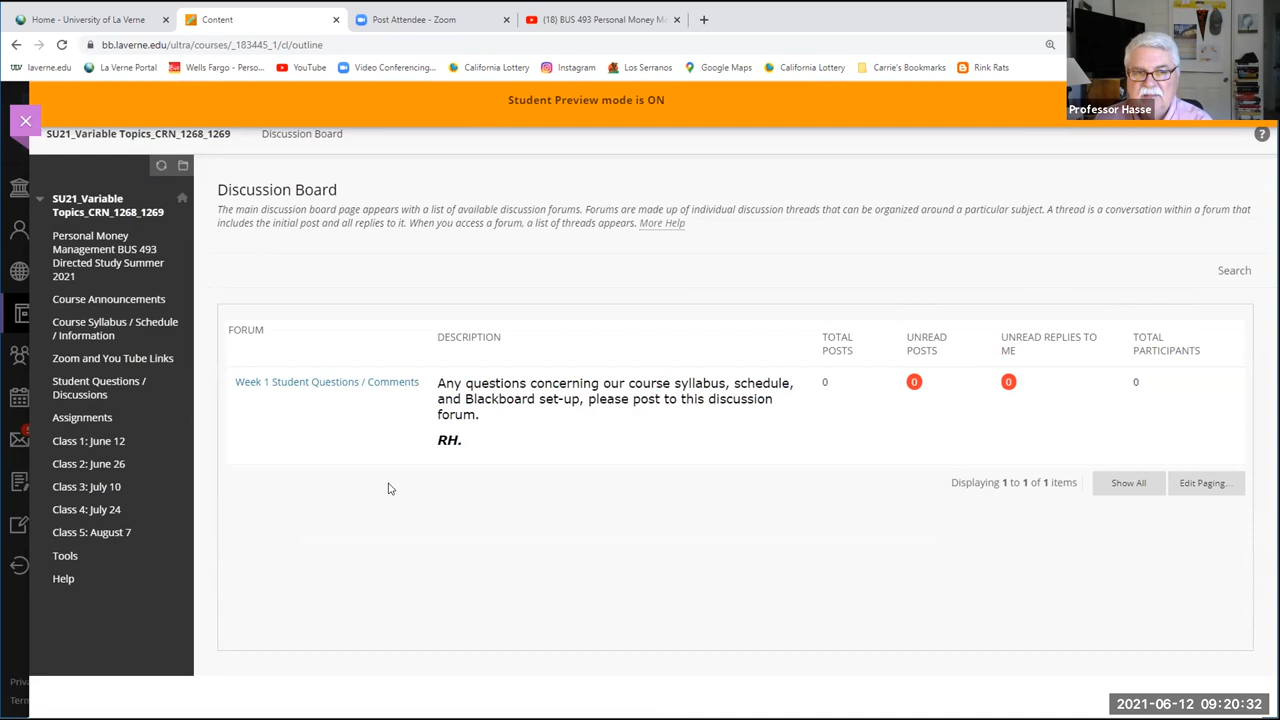 Home - University of La Verne
Content
Post Attendee - Zoom
(18) BUS 493 Personal Money M
bb.laverne.edu/ultra/courses/_183445_1/cl/outline
laverne.edu
La Verne Portal
Wells Fargo - Perso...
YouTube
Video Conferencing...
California Lottery
Instagram
Los Serranos
Google Maps
California Lottery
Carrie's Bookmarks
Rink Rats
Professor Hasse
Student Preview mode is ON
SU21_Variable Topics_CRN_1268_1269
Discussion Board
SU21_Variable
Topics_CRN_1268_1269
Personal Money
Management BUS 493
Directed Study Summer
2021
Course Announcements
Course Syllabus / Schedule
/ Information
Zoom and You Tube Links
Student Questions /
Discussions
Assignments
Class 1: June 12
Class 2: June 26
Class 3: July 10
Class 4: July 24
Class 5: August 7
Tools
Help
Discussion Board
The main discussion board page appears with a list of available discussion forums. Forums are made up of individual discussion threads that can be organized around a particular subject. A thread is a conversation within a forum that
includes the initial post and all replies to it. When you access a forum, a list of threads appears. More Help
Search
FORUM
DESCRIPTION
TOTAL
POSTS
UNREAD
POSTS
UNREAD REPLIES TO
ME
TOTAL
PARTICIPANTS
Week 1 Student Questions / Comments
Any questions concerning our course syllabus, schedule,
and Blackboard set-up, please post to this discussion
forum.
RH.
0
0
0
0
Displaying 1 to 1 of 1 items
Show All
Edit Paging...
Priva
Term
2021-06-12 09:20:32